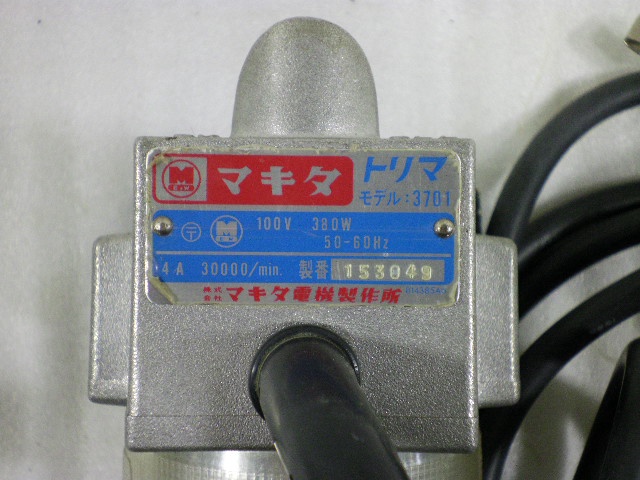 マキタ
トリマ
モデル:3701
〒 M 100V 380W
50-60Hz
4A 30000/min. 製番 153049
株式会社 マキタ電機製作所